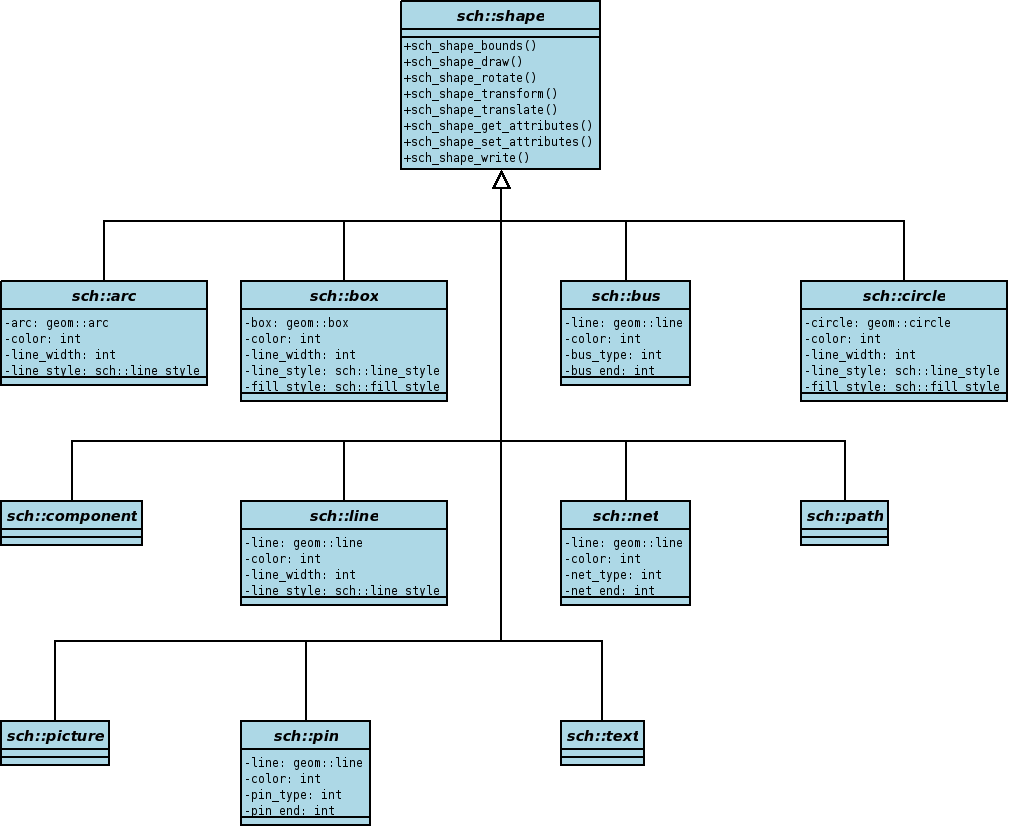 sch::shape
+sch_shape_bounds()
+sch_shape_draw()
+sch_shape_rotate()
+sch_shape_transform()
+sch_shape_translate()
+sch_shape_get_attributes()
+sch_shape_set_attributes()
+sch_shape_write()
sch::arc
-arc: geom::arc
-color: int
-line_width: int
-line_style: sch::line_style
sch::box
-box: geom::box
-color: int
-line_width: int
-line_style: sch::line_style
-fill_style: sch::fill_style
sch::bus
-line: geom::line
-color: int
-bus_type: int
-bus_end: int
sch::circle
-circle: geom::circle
-color: int
-line_width: int
-line_style: sch::line_style
-fill_style: sch::fill_style
sch::component
sch::line
-line: geom::line
-color: int
-line_width: int
-line_style: sch::line_style
sch::net
-line: geom::line
-color: int
-net_type: int
-net_end: int
sch::path
sch::picture
sch::pin
-line: geom::line
-color: int
-pin_type: int
-pin_end: int
sch::text